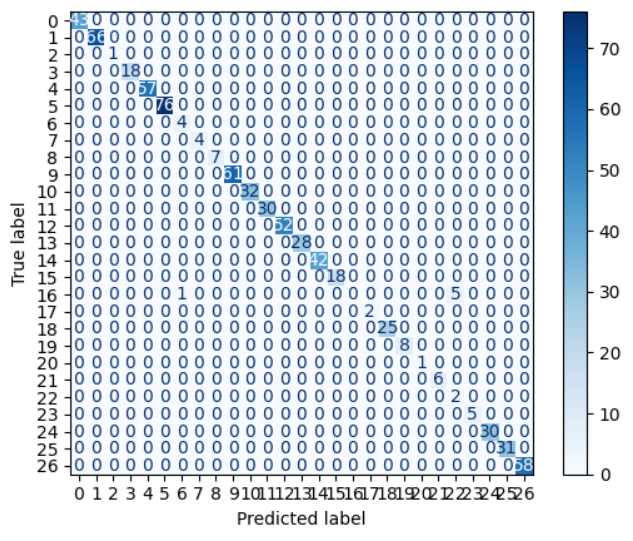 0 43 0 0 0 0 0 0 0 0 0 0 0 0 0 0 0 0 0 0 0 0 0 0 0 0 0 0
1 0 66 0 0 0 0 0 0 0 0 0 0 0 0 0 0 0 0 0 0 0 0 0 0 0 0 0
2 0 0 1 0 0 0 0 0 0 0 0 0 0 0 0 0 0 0 0 0 0 0 0 0 0 0 0
3 0 0 0 18 0 0 0 0 0 0 0 0 0 0 0 0 0 0 0 0 0 0 0 0 0 0 0
4 0 0 0 0 57 0 0 0 0 0 0 0 0 0 0 0 0 0 0 0 0 0 0 0 0 0 0
5 0 0 0 0 0 76 0 0 0 0 0 0 0 0 0 0 0 0 0 0 0 0 0 0 0 0 0
6 0 0 0 0 0 0 4 0 0 0 0 0 0 0 0 0 0 0 0 0 0 0 0 0 0 0 0
7 0 0 0 0 0 0 0 4 0 0 0 0 0 0 0 0 0 0 0 0 0 0 0 0 0 0 0
8 0 0 0 0 0 0 0 0 7 0 0 0 0 0 0 0 0 0 0 0 0 0 0 0 0 0 0
9 0 0 0 0 0 0 0 0 0 61 0 0 0 0 0 0 0 0 0 0 0 0 0 0 0 0 0
10 0 0 0 0 0 0 0 0 0 0 32 0 0 0 0 0 0 0 0 0 0 0 0 0 0 0 0
11 0 0 0 0 0 0 0 0 0 0 0 30 0 0 0 0 0 0 0 0 0 0 0 0 0 0 0
12 0 0 0 0 0 0 0 0 0 0 0 0 52 0 0 0 0 0 0 0 0 0 0 0 0 0 0
13 0 0 0 0 0 0 0 0 0 0 0 0 0 28 0 0 0 0 0 0 0 0 0 0 0 0 0
14 0 0 0 0 0 0 0 0 0 0 0 0 0 0 42 0 0 0 0 0 0 0 0 0 0 0 0
15 0 0 0 0 0 0 0 0 0 0 0 0 0 0 0 18 0 0 0 0 0 0 0 0 0 0 0
16 0 0 0 0 0 0 1 0 0 0 0 0 0 0 0 0 0 0 0 0 0 0 5 0 0 0 0
17 0 0 0 0 0 0 0 0 0 0 0 0 0 0 0 0 0 2 0 0 0 0 0 0 0 0 0
18 0 0 0 0 0 0 0 0 0 0 0 0 0 0 0 0 0 0 25 0 0 0 0 0 0 0 0
19 0 0 0 0 0 0 0 0 0 0 0 0 0 0 0 0 0 0 0 8 0 0 0 0 0 0 0
20 0 0 0 0 0 0 0 0 0 0 0 0 0 0 0 0 0 0 0 0 1 0 0 0 0 0 0
21 0 0 0 0 0 0 0 0 0 0 0 0 0 0 0 0 0 0 0 0 0 6 0 0 0 0 0
22 0 0 0 0 0 0 0 0 0 0 0 0 0 0 0 0 0 0 0 0 0 0 2 0 0 0 0
23 0 0 0 0 0 0 0 0 0 0 0 0 0 0 0 0 0 0 0 0 0 0 0 5 0 0 0
24 0 0 0 0 0 0 0 0 0 0 0 0 0 0 0 0 0 0 0 0 0 0 0 0 30 0 0
25 0 0 0 0 0 0 0 0 0 0 0 0 0 0 0 0 0 0 0 0 0 0 0 0 0 31 0
26 0 0 0 0 0 0 0 0 0 0 0 0 0 0 0 0 0 0 0 0 0 0 0 0 0 0 58
0 1 2 3 4 5 6 7 8 9 10 11 12 13 14 15 16 17 18 19 20 21 22 23 24 25 26
Predicted label
True label
70
60
50
40
30
20
10
0